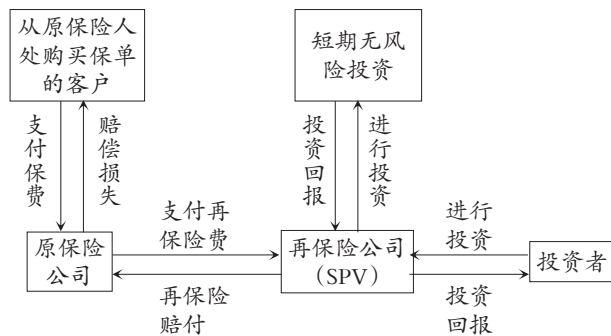 从原保险人
处购买保单
的客户
短期无风
险投资
支付保费
赔偿损失
投资回报
进行投资
支付再
保险费
进行
投资
原保险
公司
再保险公司
（SPV）
投资者
再保险
赔付
投资
回报